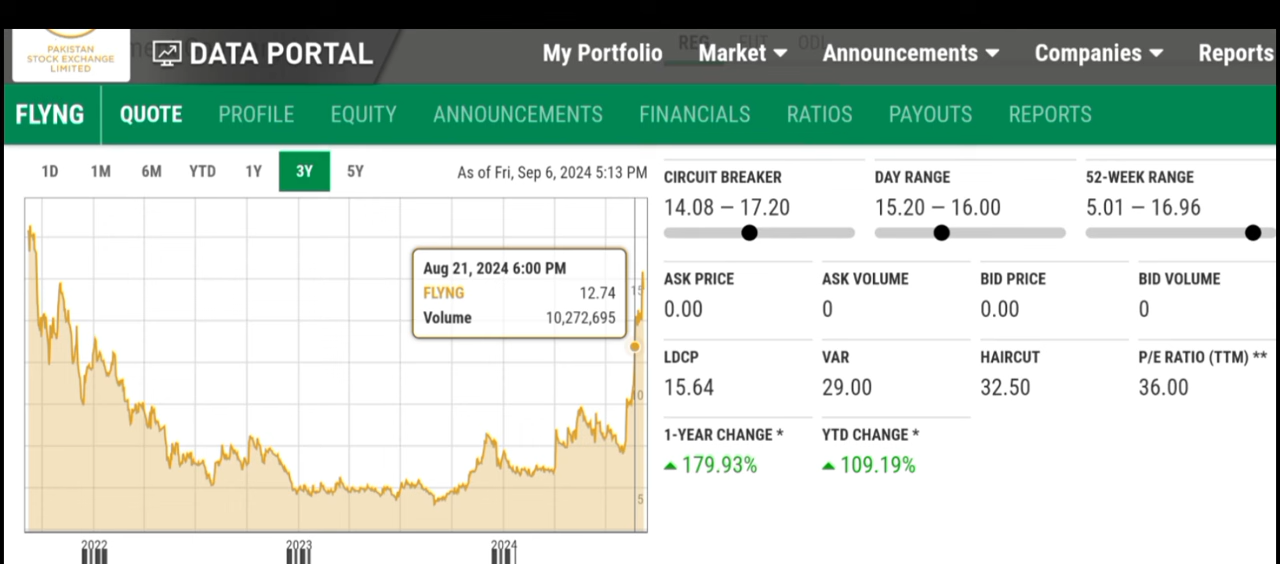 PAKISTAN
STOCK EXCHANGE
LIMITED
DATA PORTAL
REG
My Portfolio Market Announcements Companies Reports
FLYNG QUOTE PROFILE EQUITY ANNOUNCEMENTS FINANCIALS RATIOS PAYOUTS REPORTS
1D 1M 6M YTD 1Y 3Y 5Y
As of Fri, Sep 6, 2024 5:13 PM
Aug 21, 2024 6:00 PM
FLYNG 12.74
Volume 10,272,695
15
10
5
2022 2023 2024
CIRCUIT BREAKER DAY RANGE 52-WEEK RANGE
14.08 — 17.20 15.20 — 16.00 5.01 — 16.96
ASK PRICE ASK VOLUME BID PRICE BID VOLUME
0.00 0 0.00 0
LDCP VAR HAIRCUT P/E RATIO (TTM) **
15.64 29.00 32.50 36.00
1-YEAR CHANGE * YTD CHANGE *
179.93% 109.19%